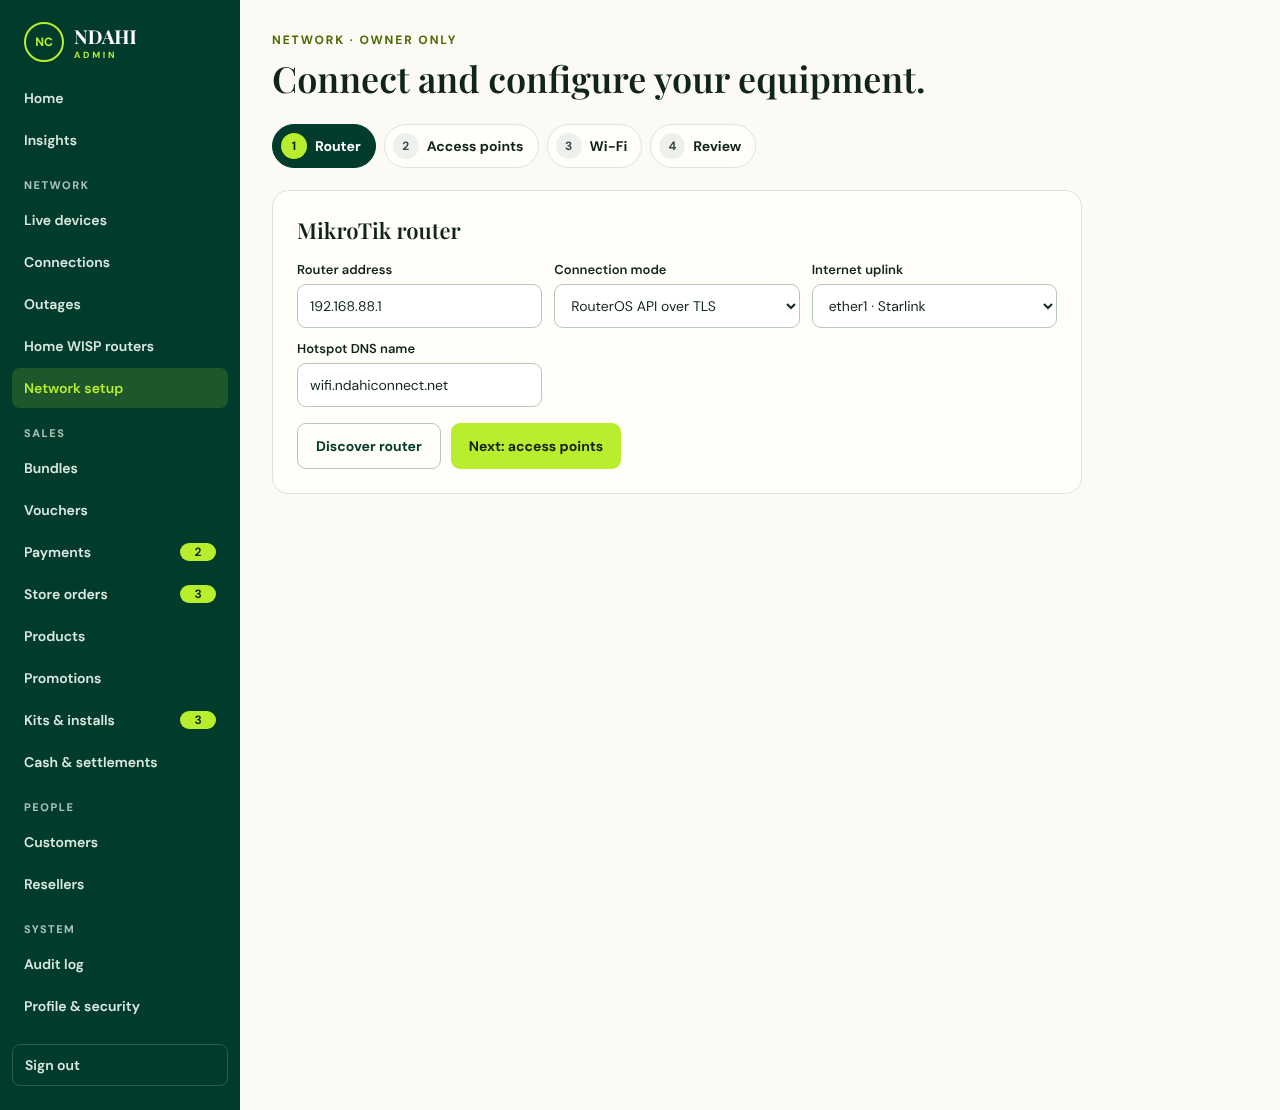 NC
NDAHI
ADMIN
Home
Insights
NETWORK
Live devices
Connections
Outages
Home WISP routers
Network setup
SALES
Bundles
Vouchers
Payments 2
Store orders 3
Products
Promotions
Kits & installs 3
Cash & settlements
PEOPLE
Customers
Resellers
SYSTEM
Audit log
Profile & security
Sign out
NETWORK · OWNER ONLY
Connect and configure your equipment.
1 Router 2 Access points 3 Wi-Fi 4 Review
MikroTik router
Router address Connection mode Internet uplink
192.168.88.1 RouterOS API over TLS ether1 · Starlink
Hotspot DNS name
wifi.ndahiconnect.net
Discover router Next: access points